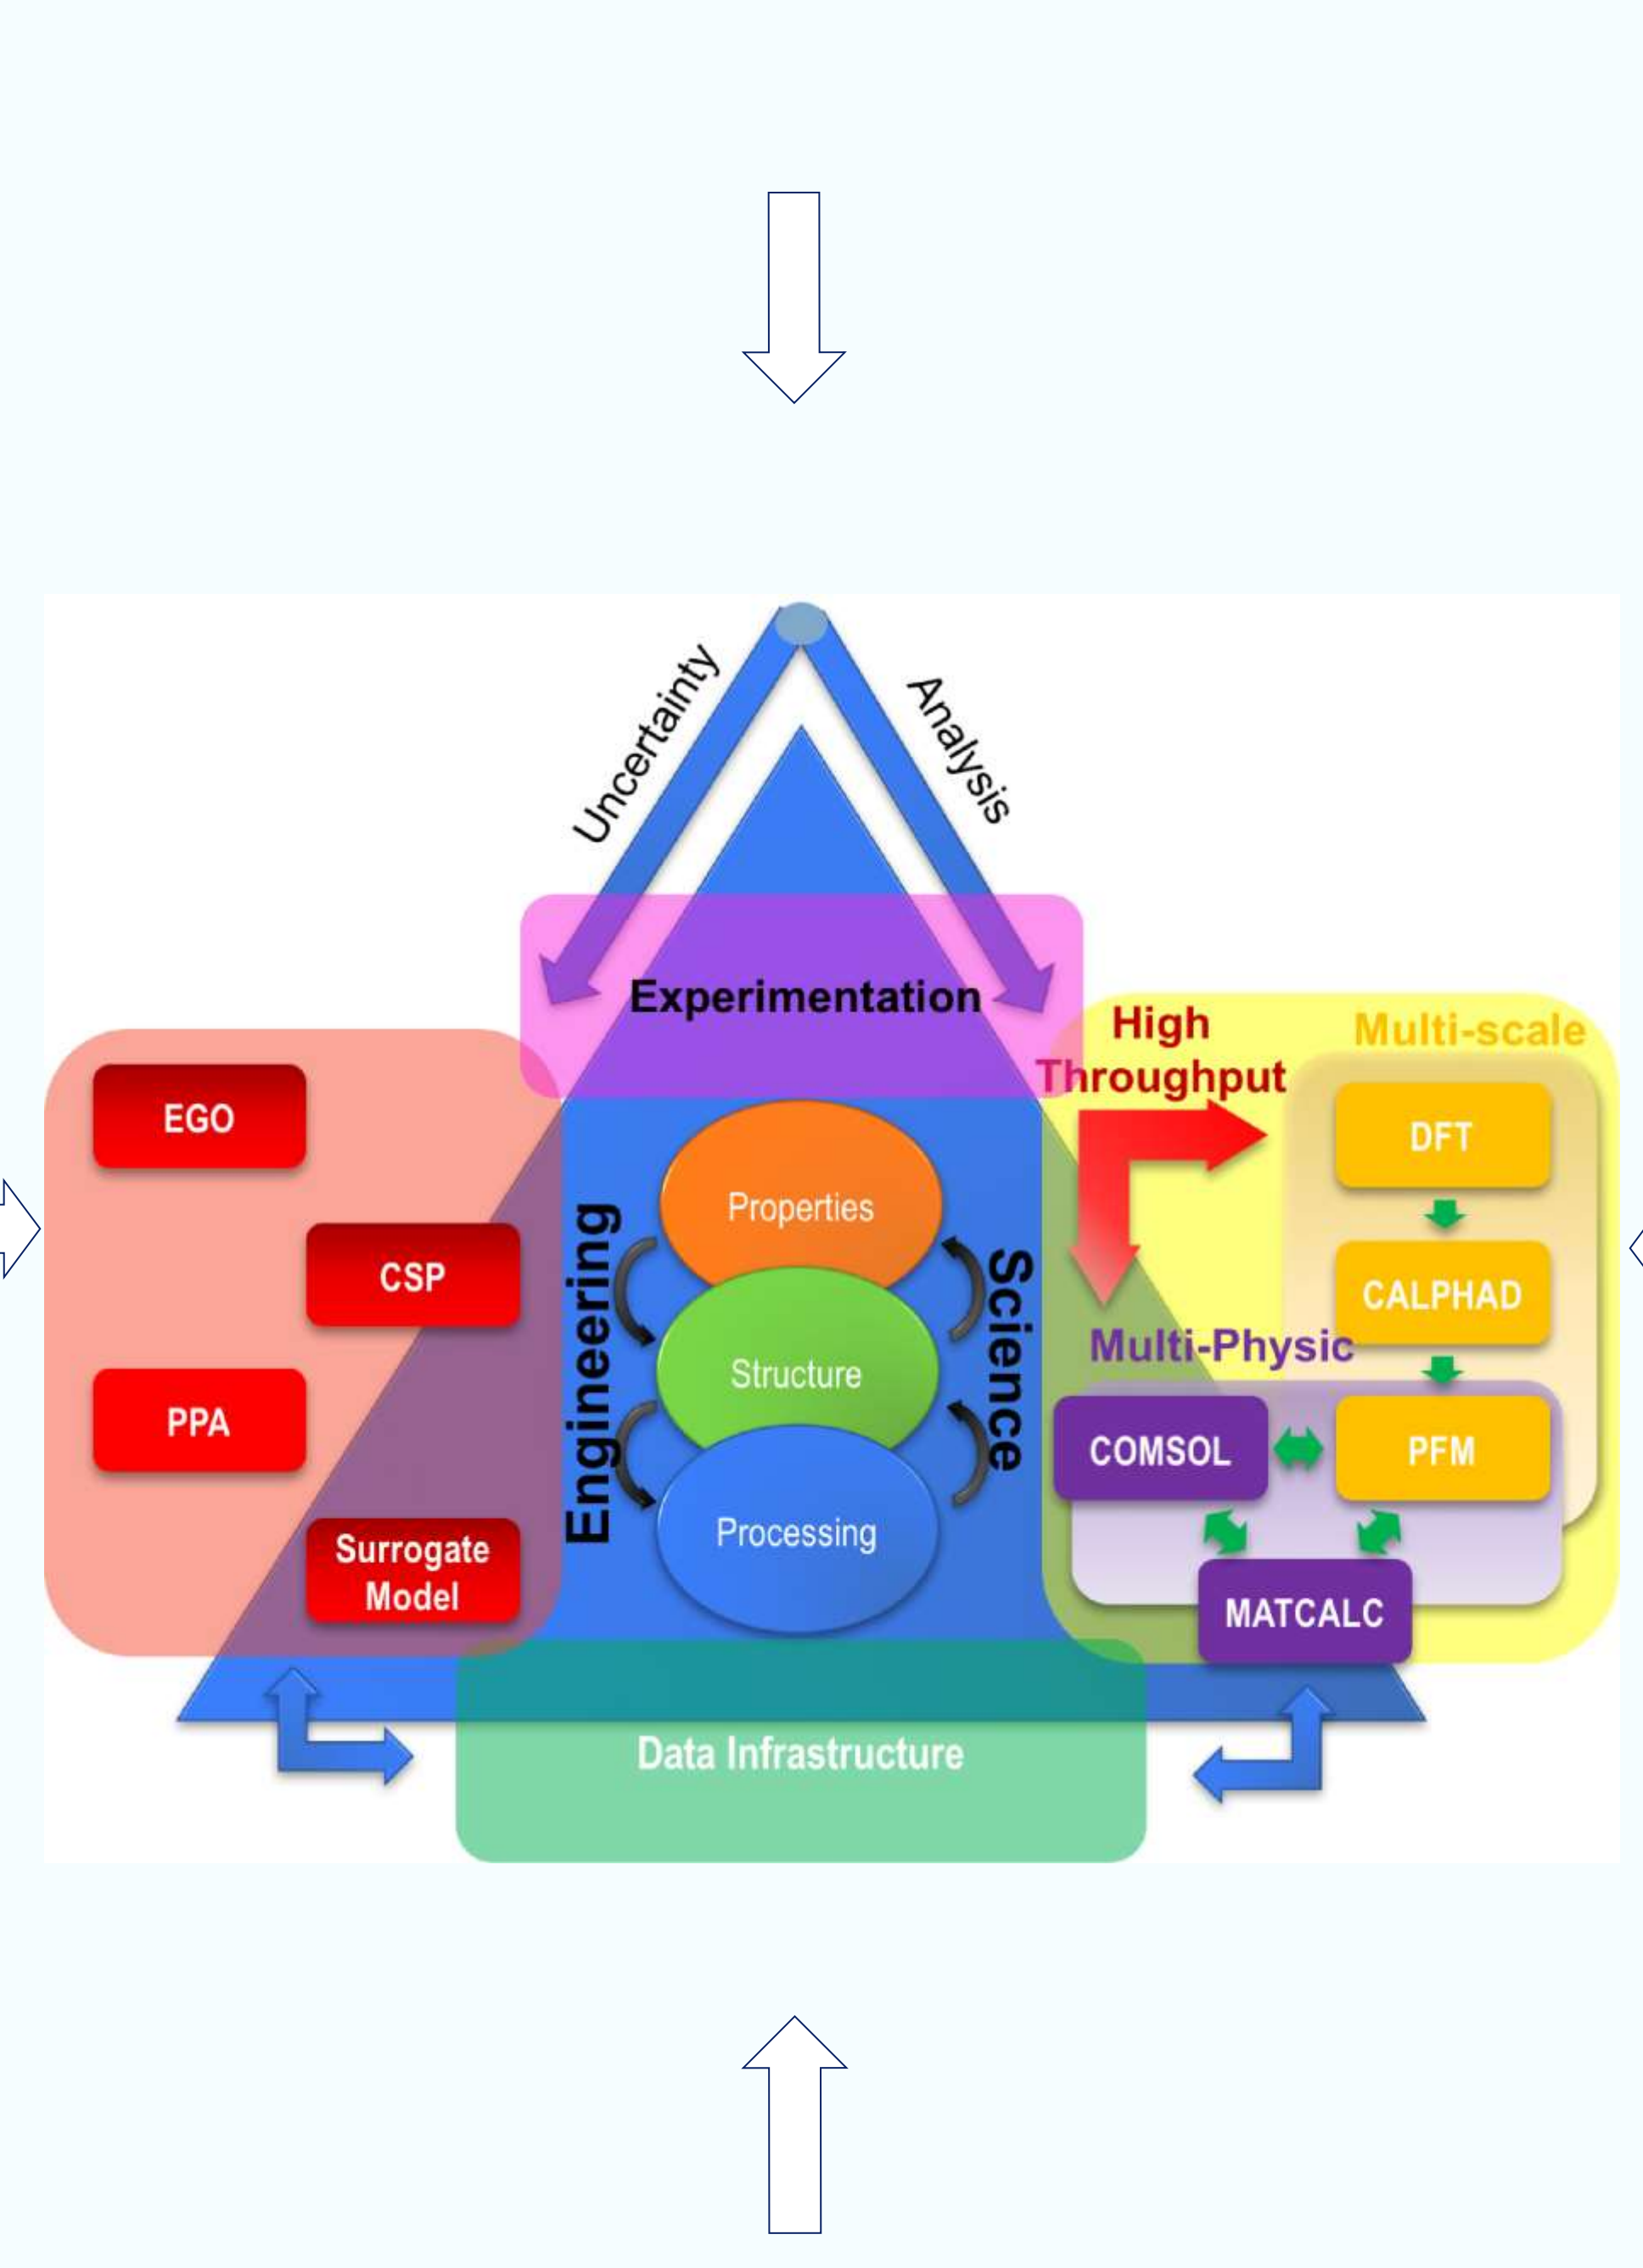 Uncertainty
Analysis
Experimentation
EGO
CSP
PPA
Surrogate
Model
Engineering
Properties
Structure
Processing
Science
High
Throughput
Multi-scale
DFT
CALPHAD
Multi-Physic
COMSOL
PFM
MATCALC
Data Infrastructure